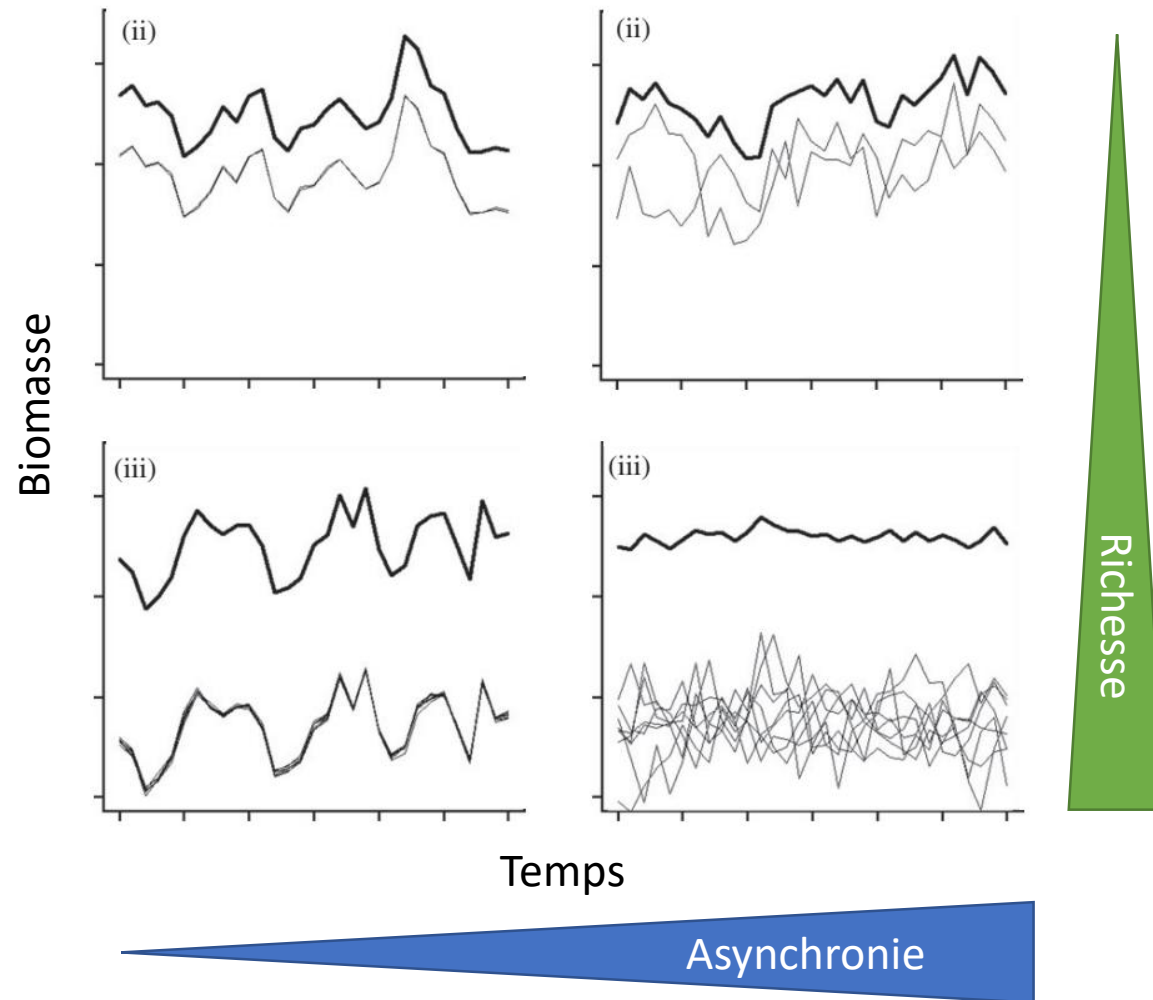 (ii)
(ii)
Biomasse
(iii)
(iii)
Richesse
Temps
Asynchronie